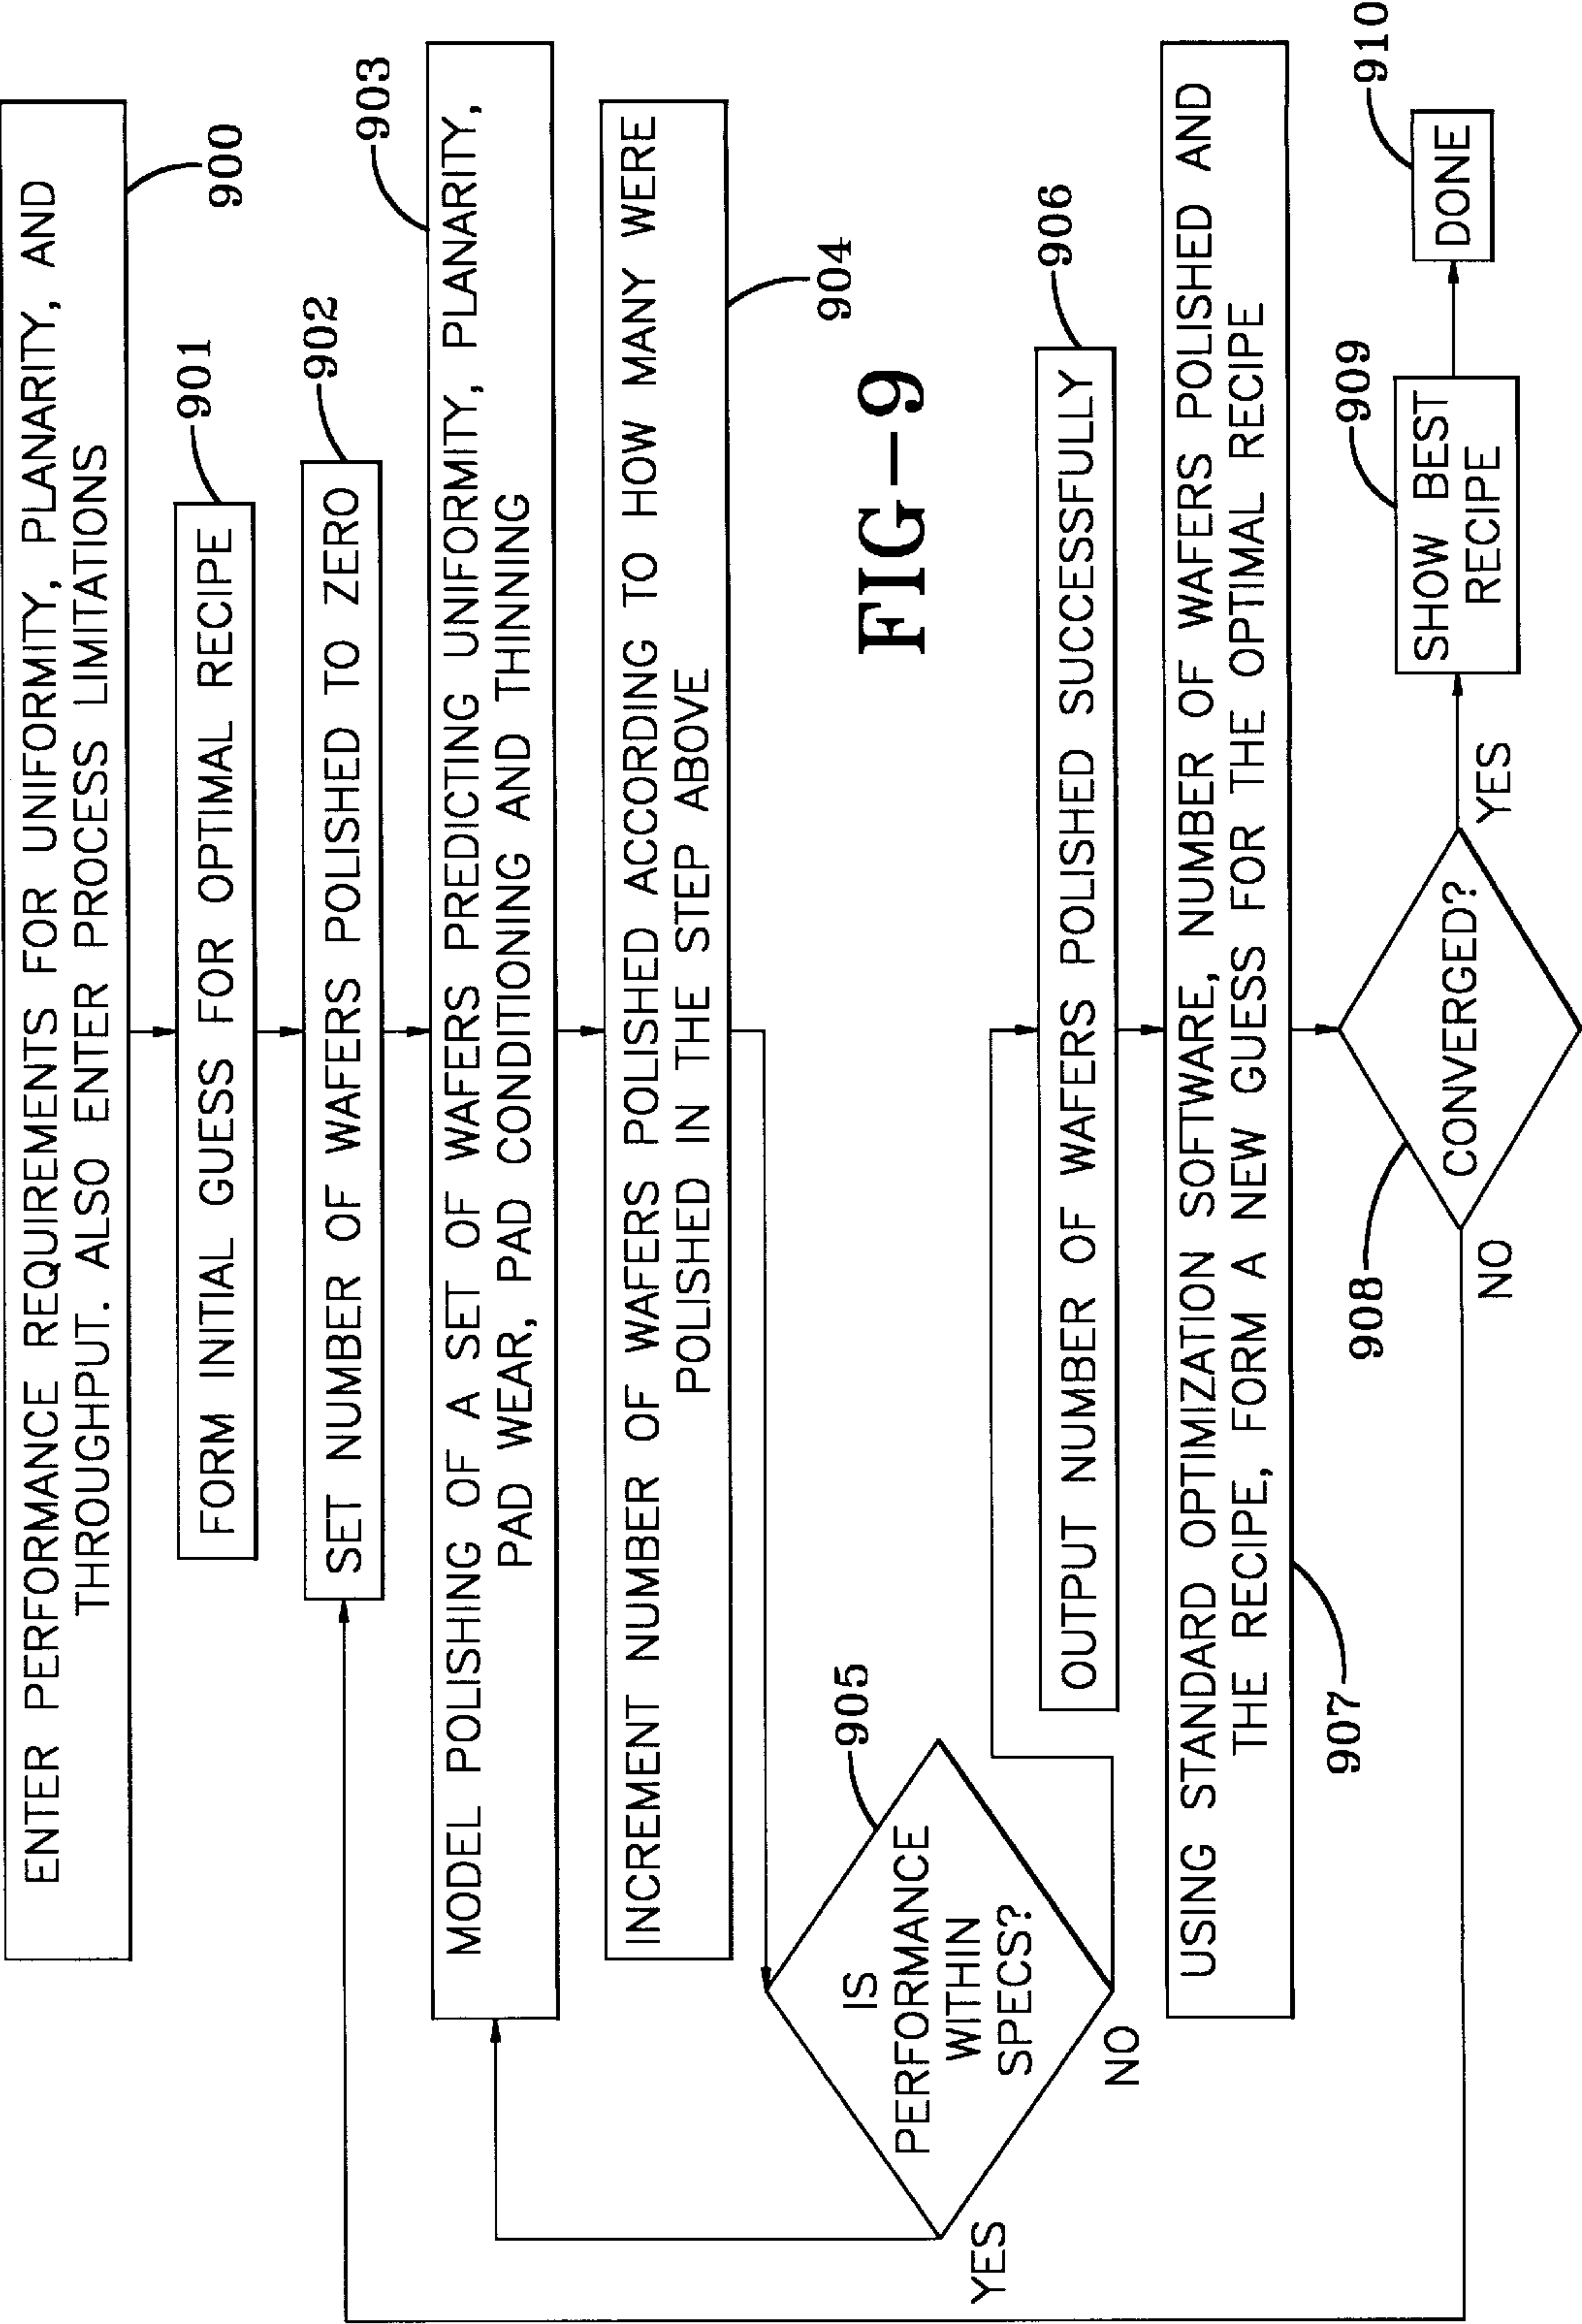 ENTER PERFORMANCE REQUIREMENTS FOR UNIFORMITY, PLANARITY, AND
THROUGHPUT. ALSO ENTER PROCESS LIMITATIONS
900
FORM INITIAL GUESS FOR OPTIMAL RECIPE
901
SET NUMBER OF WAFERS POLISHED TO ZERO
902
MODEL POLISHING OF A SET OF WAFERS PREDICTING UNIFORMITY, PLANARITY,
PAD WEAR, PAD CONDITIONING AND THINNING
903
INCREMENT NUMBER OF WAFERS POLISHED ACCORDING TO HOW MANY WERE
POLISHED IN THE STEP ABOVE
904
IS
PERFORMANCE
WITHIN
SPECS?
905
YES
NO
FIG-9
OUTPUT NUMBER OF WAFERS POLISHED SUCCESSFULLY
906
USING STANDARD OPTIMIZATION SOFTWARE, NUMBER OF WAFERS POLISHED AND
THE RECIPE, FORM A NEW GUESS FOR THE OPTIMAL RECIPE
907
CONVERGED?
908
NO
YES
SHOW BEST
RECIPE
909
DONE
910